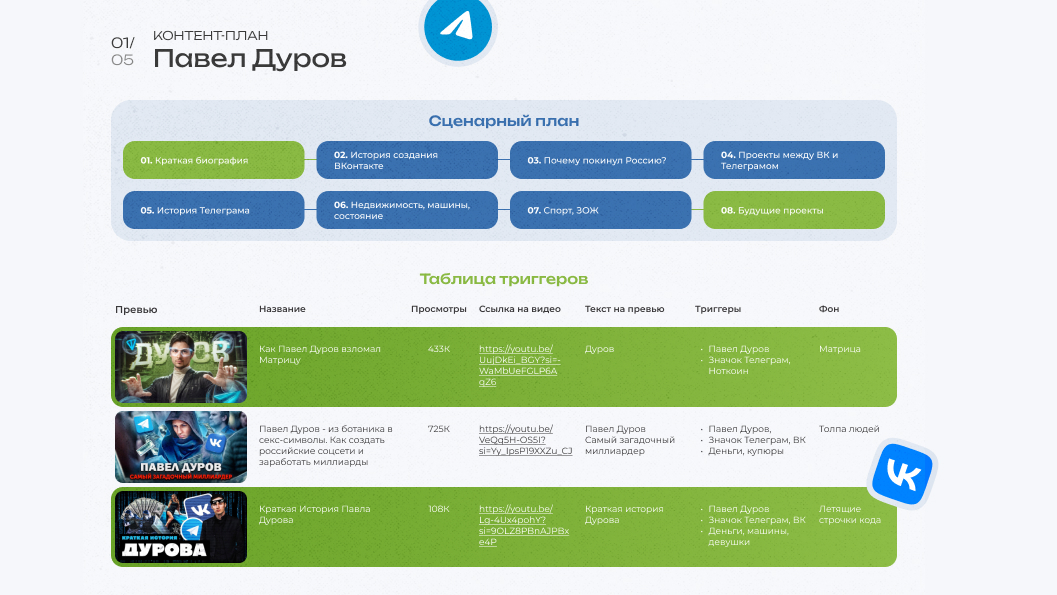 01/
05
КОНТЕНТ-ПЛАН
Павел Дуров
Сценарный план
01. Краткая биография
02. История создания
ВКонтакте
03. Почему покинул Россию?
04. Проекты между ВК и
Телеграмом
05. История Телеграма
06. Недвижимость, машины,
состояние
07. Спорт, ЗОЖ
08. Будущие проекты
Таблица триггеров
Превью
Название
Просмотры
Ссылка на видео
Текст на превью
Триггеры
Фон
ДУРОВ
Как Павел Дуров взломал
Матрицу
433К
https://youtu.be/
UujDkEi_BGY?si=-
WaMbUeFGLP6A
gZ6
Дуров
• Павел Дуров
• Значок Телеграм,
Ноткоин
Матрица
ПАВЕЛ ДУРОВ
САМЫЙ ЗАГАДОЧНЫЙ МИЛЛИАРДЕР
Павел Дуров - из ботаника в
секс-символы. Как создать
российские соцсети и
заработать миллиарды
725К
https://youtu.be/
VeQq5H-OS5I?
si=Yy_IpsP19XXZu_CJ
Павел Дуров
Самый загадочный
миллиардер
• Павел Дуров,
• Значок Телеграм, ВК
• Деньги, купюры
Толпа людей
КРАТКАЯ ИСТОРИЯ
ДУРОВА
Краткая История Павла
Дурова
108К
https://youtu.be/
Lg-4Ux4pohY?
si=9OLZ8PBnAJPBx
e4P
Краткая история
Дурова
• Павел Дуров
• Значок Телеграм, ВК
• Деньги, машины,
девушки
Летящие
строчки кода